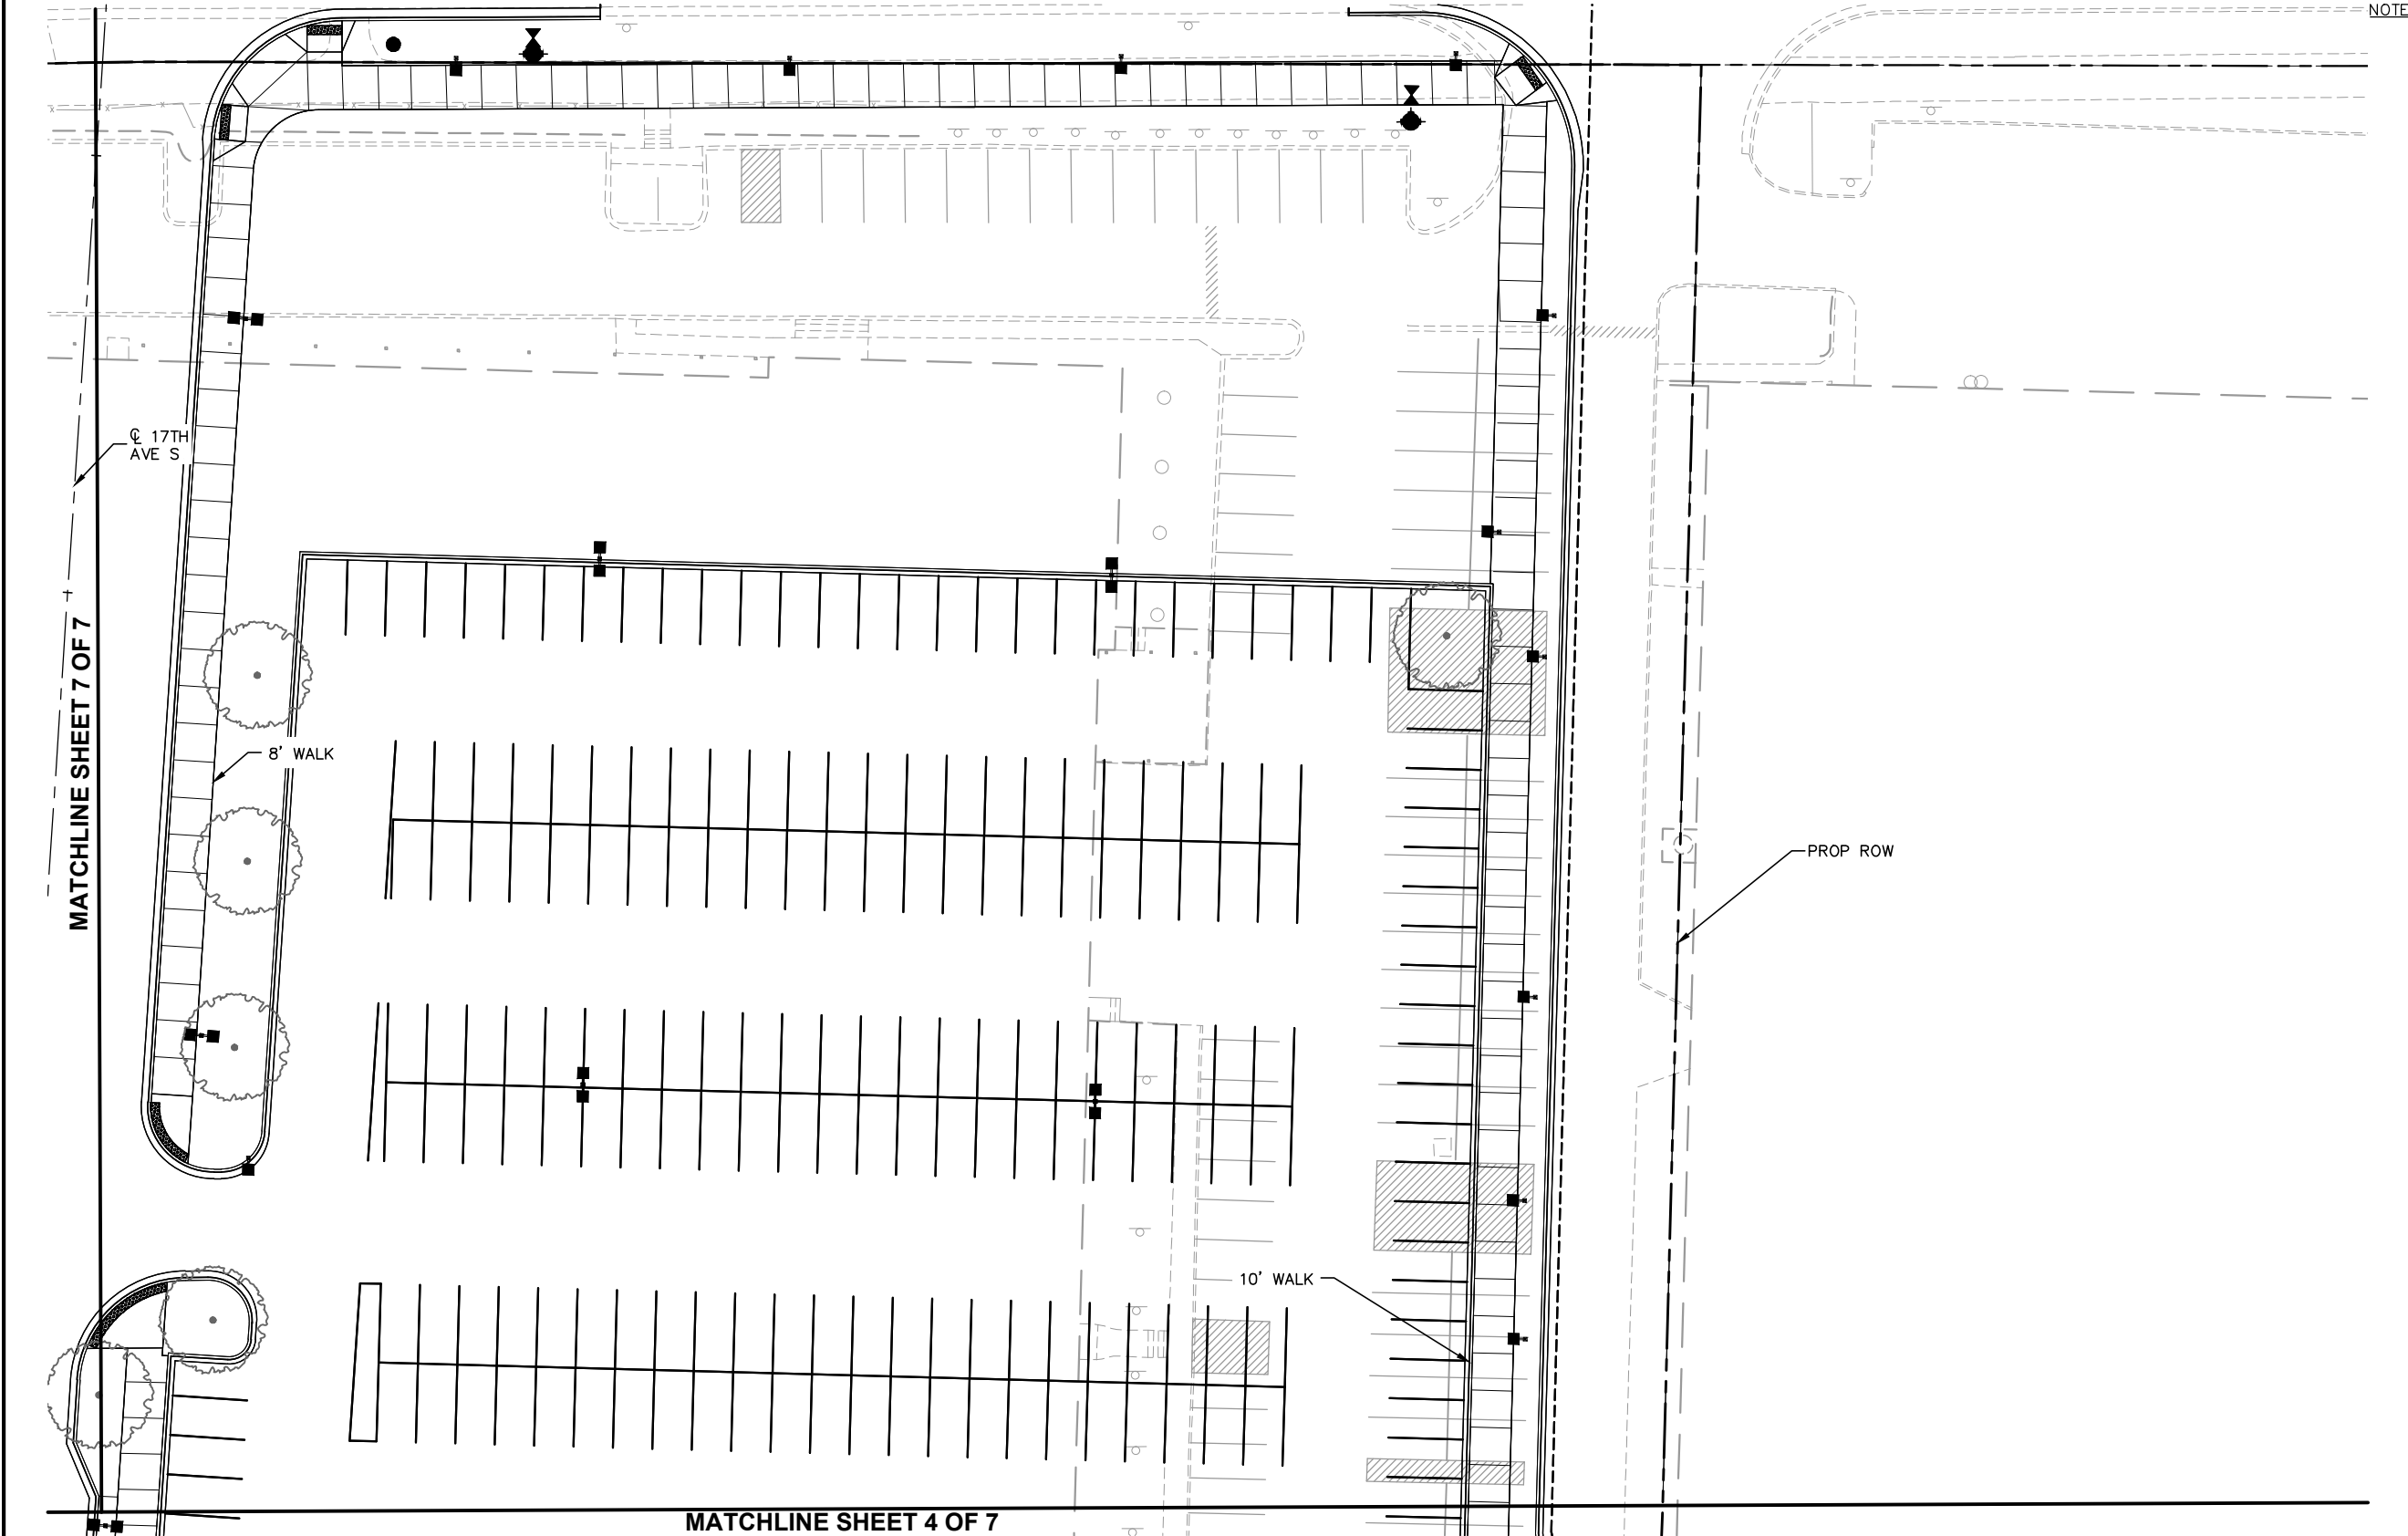 NOTE
℄ 17TH
AVE S
MATCHLINE SHEET 7 OF 7
8' WALK
PROP ROW
10' WALK
MATCHLINE SHEET 4 OF 7